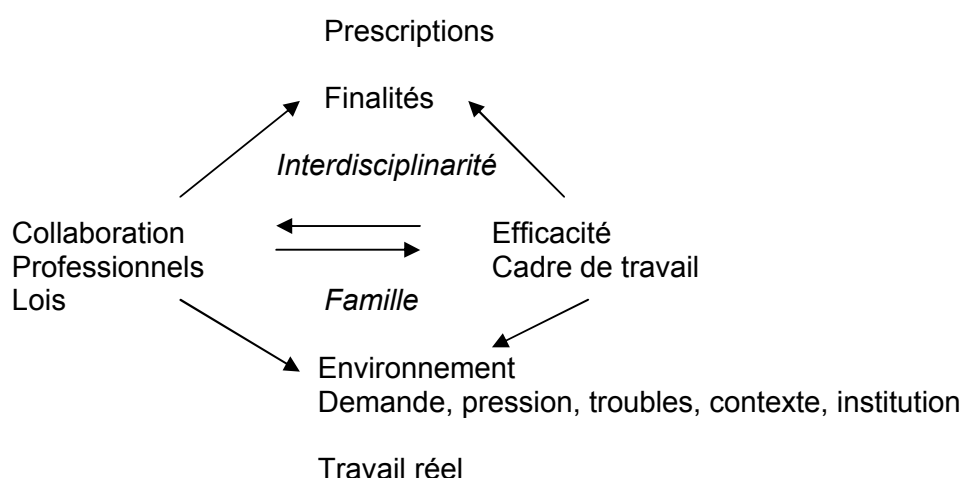 Prescriptions
Finalités
Interdisciplinarité
Collaboration
Professionnels
Lois
Efficacité
Cadre de travail
Famille
Environnement
Demande, pression, troubles, contexte, institution
Travail réel